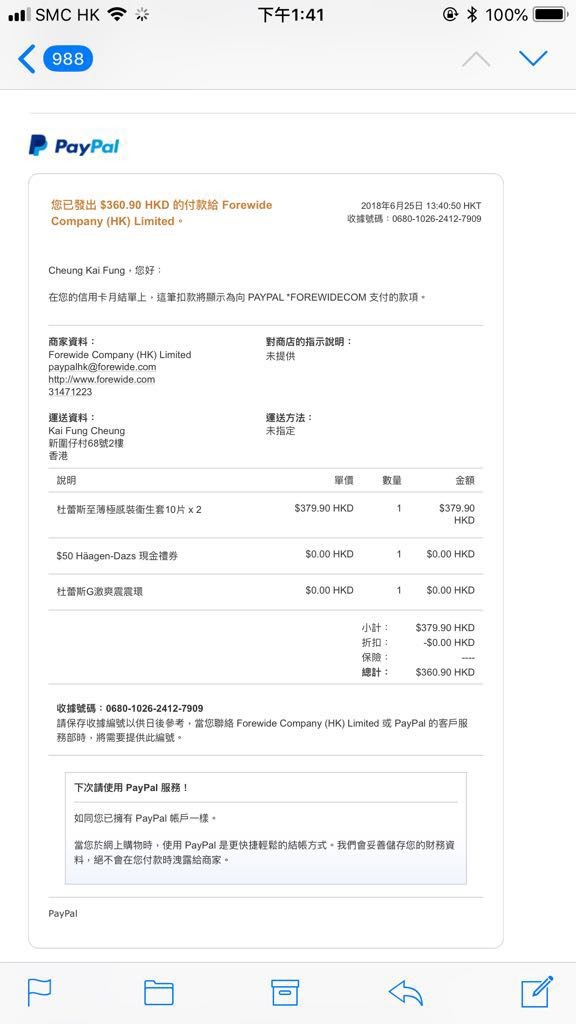 SMC HK 下午1:41 100%
988
PayPal
您已發出 $360.90 HKD 的付款給 Forewide
Company (HK) Limited。
2018年6月25日 13:40:50 HKT
收據號碼：0680-1026-2412-7909
Cheung Kai Fung，您好：
在您的信用卡月結單上，這筆扣款將顯示為向 PAYPAL *FOREWIDECOM 支付的款項。
商家資料：
Forewide Company (HK) Limited
paypalhk@forewide.com
http://www.forewide.com
31471223
對商店的指示說明：
未提供
運送資料：
Kai Fung Cheung
新圍仔村68號2樓
香港
運送方法：
未指定
說明 單價 數量 金額
杜蕾斯至薄極感裝衞生套10片 x 2 $379.90 HKD 1 $379.90
HKD
$50 Häagen-Dazs 現金禮券 $0.00 HKD 1 $0.00 HKD
杜蕾斯G激爽震震環 $0.00 HKD 1 $0.00 HKD
小計： $379.90 HKD
折扣： -$0.00 HKD
保險： ----
總計： $360.90 HKD
收據號碼：0680-1026-2412-7909
請保存收據編號以供日後參考，當您聯絡 Forewide Company (HK) Limited 或 PayPal 的客戶服
務部時，將需要提供此編號。
下次請使用 PayPal 服務！
如同您已擁有 PayPal 帳戶一樣。
當您於網上購物時，使用 PayPal 是更快捷輕鬆的結帳方式。我們會妥善儲存您的財務資
料，絕不會在您付款時洩露給商家。
PayPal